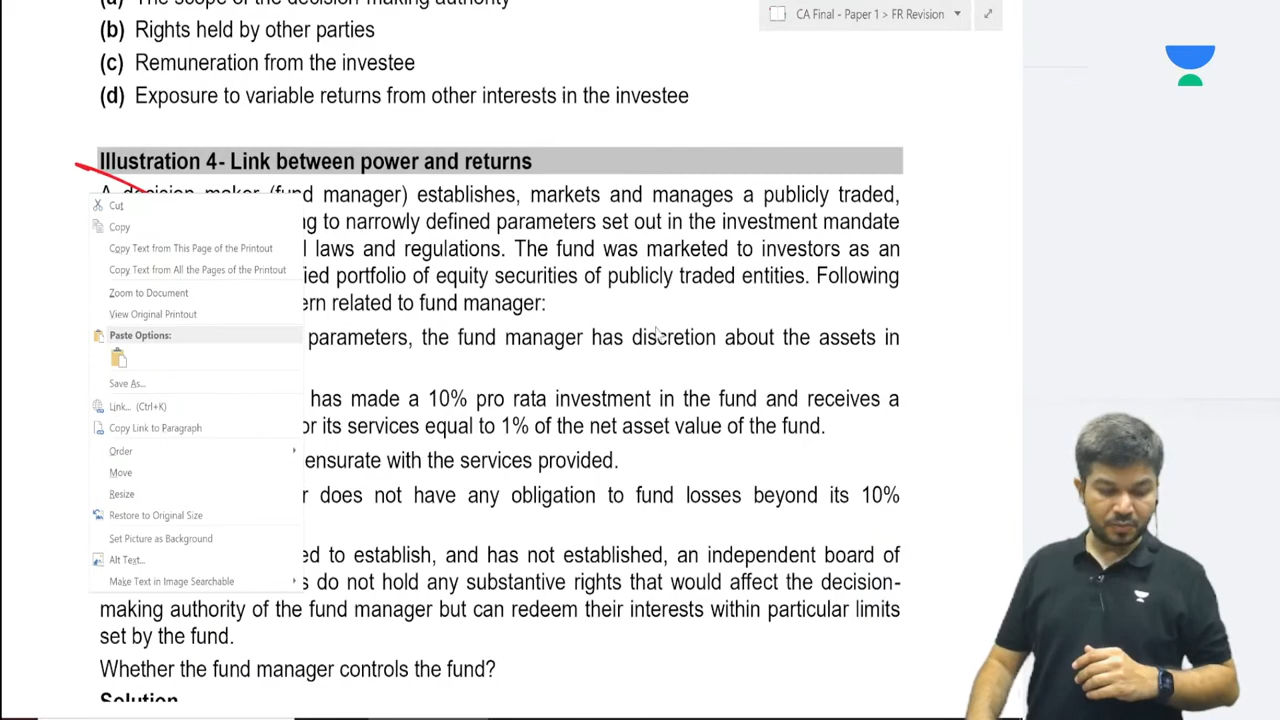 (a) The scope of the decision-making authority
CA Final - Paper 1 > FR Revision
(b) Rights held by other parties
(c) Remuneration from the investee
(d) Exposure to variable returns from other interests in the investee
Illustration 4- Link between power and returns
A decision maker (fund manager) establishes, markets and manages a publicly traded,
ng to narrowly defined parameters set out in the investment mandate
l laws and regulations. The fund was marketed to investors as an
ied portfolio of equity securities of publicly traded entities. Following
ern related to fund manager:
parameters, the fund manager has discretion about the assets in
has made a 10% pro rata investment in the fund and receives a
or its services equal to 1% of the net asset value of the fund.
ensurate with the services provided.
r does not have any obligation to fund losses beyond its 10%
ed to establish, and has not established, an independent board of
s do not hold any substantive rights that would affect the decision-
making authority of the fund manager but can redeem their interests within particular limits
set by the fund.
Whether the fund manager controls the fund?
Solution
Cut
Copy
Copy Text from This Page of the Printout
Copy Text from All the Pages of the Printout
Zoom to Document
View Original Printout
Paste Options:
Save As...
Link... (Ctrl+K)
Copy Link to Paragraph
Order
Move
Resize
Restore to Original Size
Set Picture as Background
Alt Text...
Make Text in Image Searchable